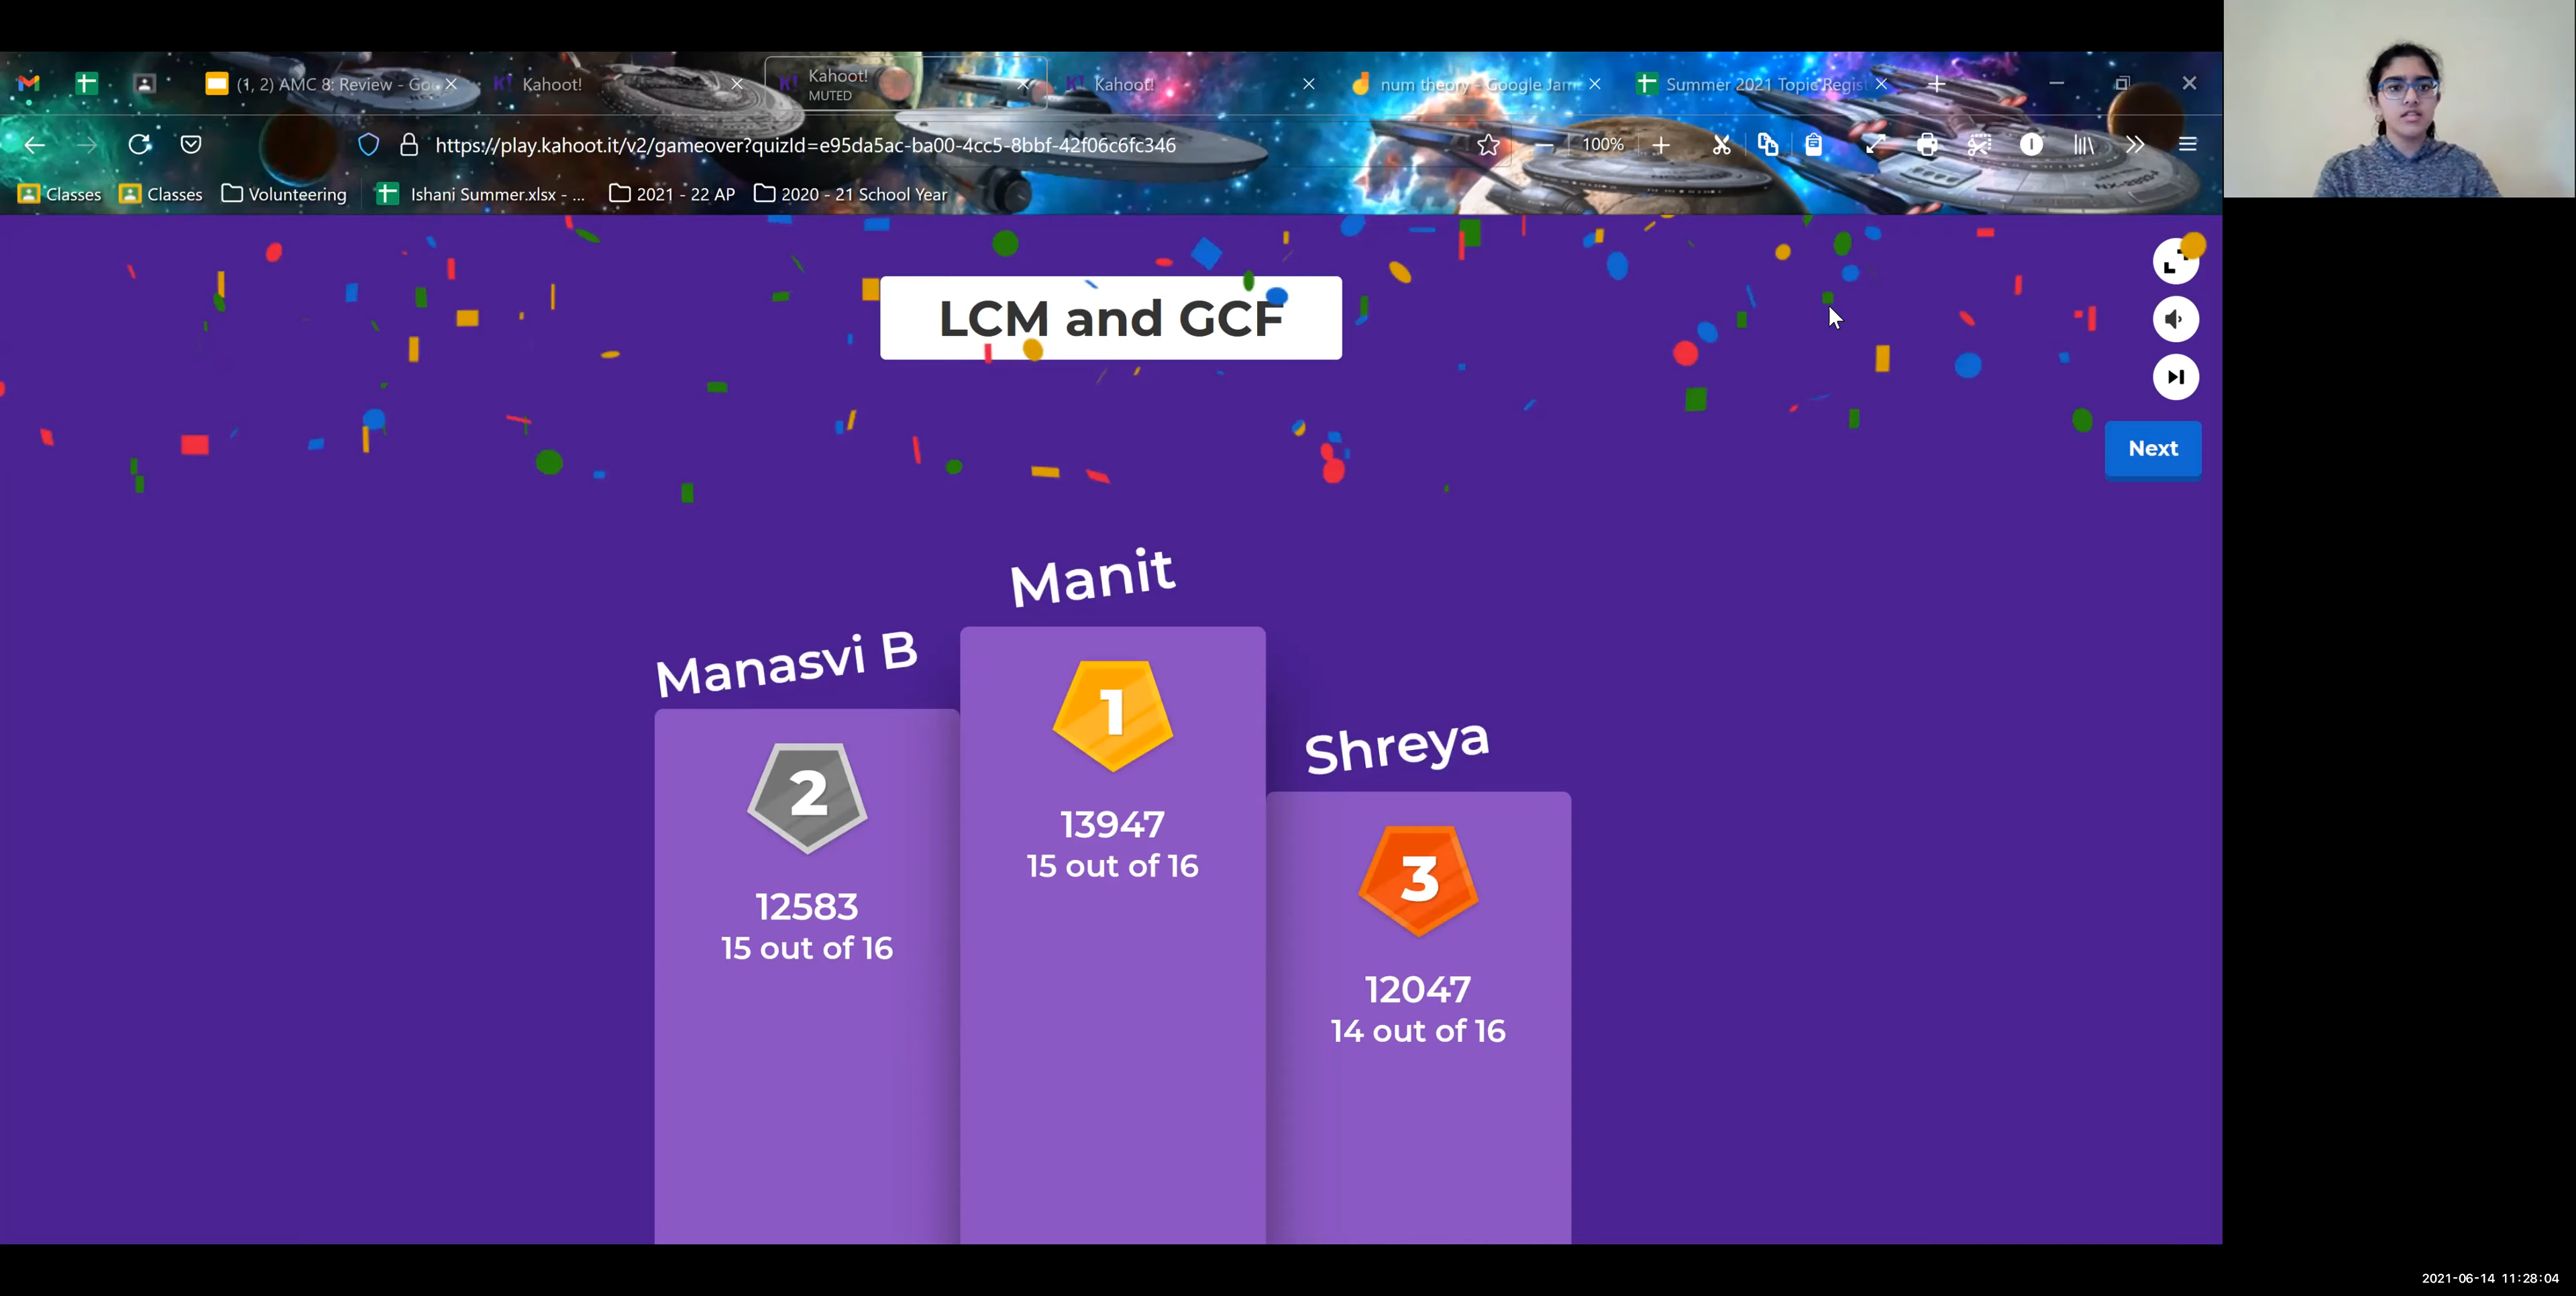 (1, 2) AMC 8: Review - Go
Kahoot!
Kahoot!
MUTED
Kahoot!
num theory - Google Jam
Summer 2021 Topic Regist
https://play.kahoot.it/v2/gameover?quizId=e95da5ac-ba00-4cc5-8bbf-42f06c6fc346
100%
Classes
Classes
Volunteering
Ishani Summer.xlsx - ...
2021 - 22 AP
2020 - 21 School Year
LCM and GCF
Next
Manit
1
13947
15 out of 16
Manasvi B
2
12583
15 out of 16
Shreya
3
12047
14 out of 16
2021-06-14 11:28:04